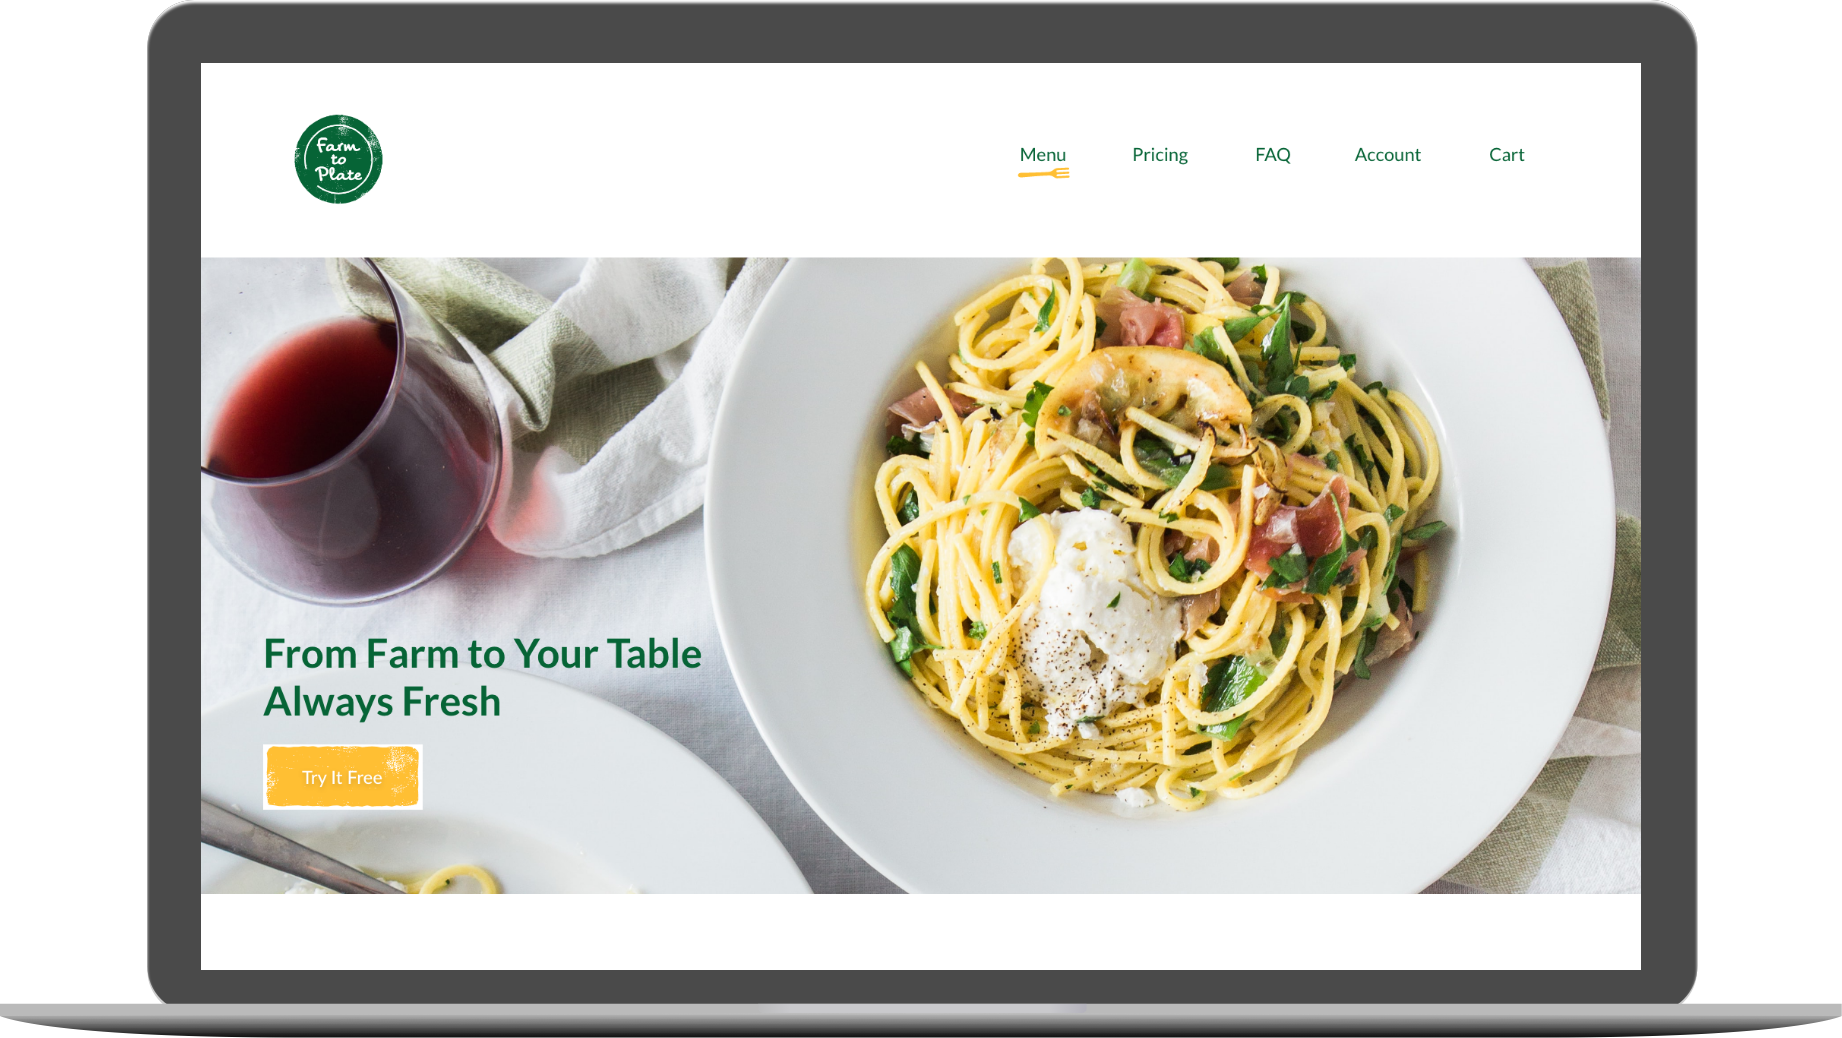 Farm
to
Plate
Menu Pricing FAQ Account Cart
From Farm to Your Table
Always Fresh
Try It Free